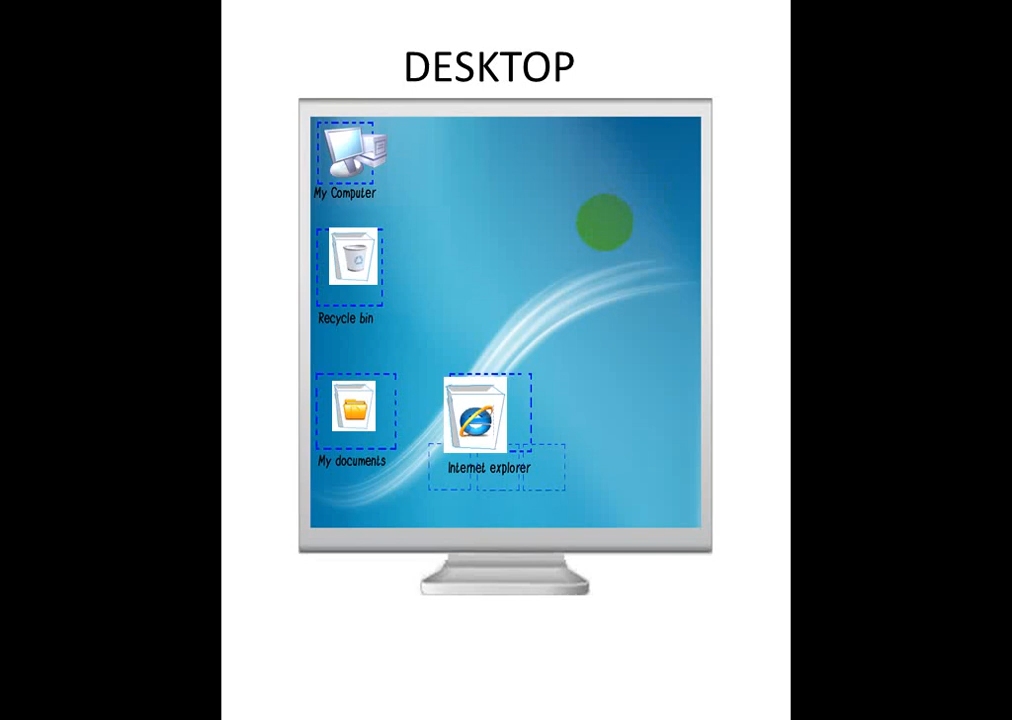 DESKTOP
My Computer
Recycle bin
My documents
Internet explorer